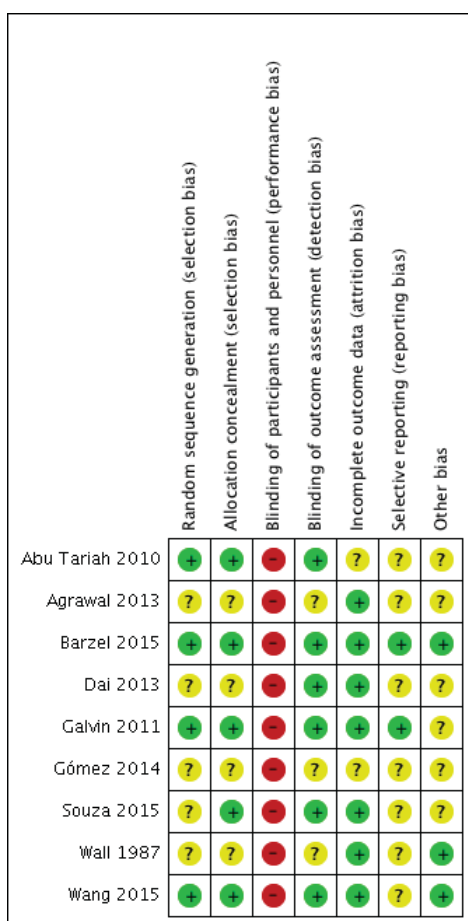 Random sequence generation (selection bias)
Allocation concealment (selection bias)
Blinding of participants and personnel (performance bias)
Blinding of outcome assessment (detection bias)
Incomplete outcome data (attrition bias)
Selective reporting (reporting bias)
Other bias
Abu Tariah 2010 + + - + ? ? ?
Agrawal 2013 ? ? - ? + ? ?
Barzel 2015 + + - + + + +
Dai 2013 ? ? - + + ? ?
Galvin 2011 + + - + + + ?
Gómez 2014 ? ? - ? ? ? ?
Souza 2015 ? + - + + ? ?
Wall 1987 ? ? - ? + ? +
Wang 2015 + + - + + ? +